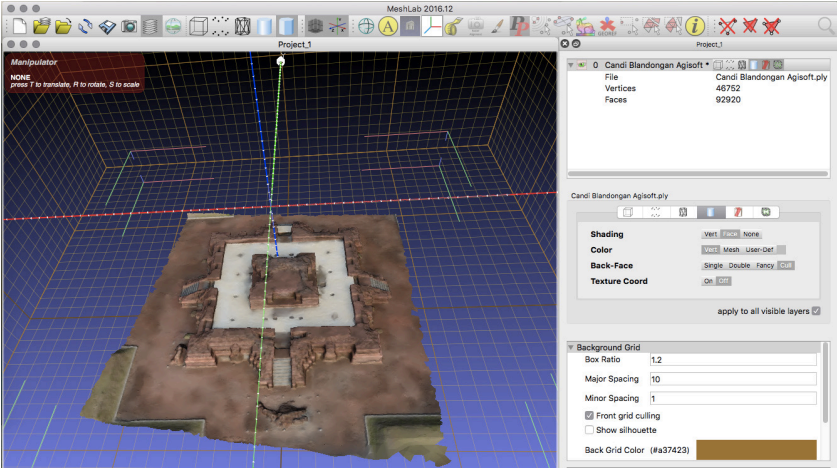 MeshLab 2016.12
Project_1
Manipulator
NONE
press T to translate, R to rotate, S to scale
Project_1
0 Candi Blandongan Agisoft *
File Candi Blandongan Agisoft.ply
Vertices 46752
Faces 92920
Candi Blandongan Agisoft.ply
Shading Vert Face None
Color Vert Mesh User-Def
Back-Face Single Double Fancy Cull
Texture Coord On Off
apply to all visible layers
Background Grid
Box Ratio 1.2
Major Spacing 10
Minor Spacing 1
Front grid culling
Show silhouette
Back Grid Color (#a37423)